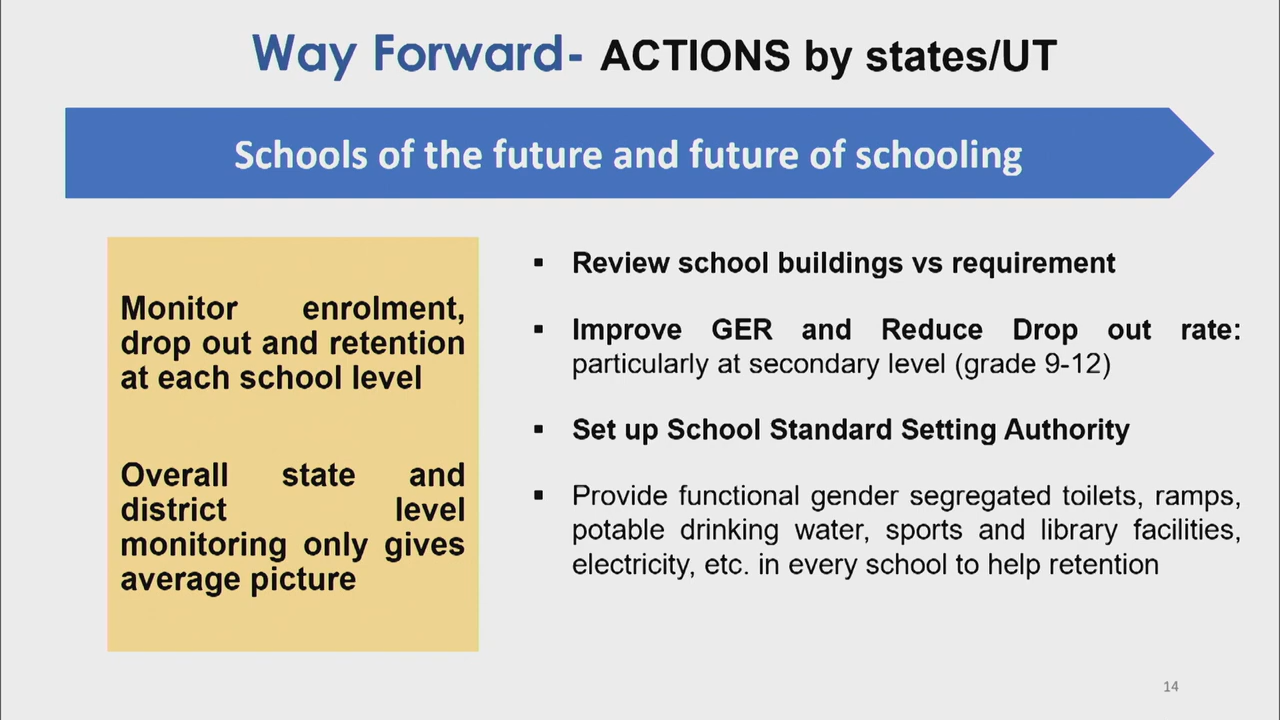 Way Forward- ACTIONS by states/UT
Schools of the future and future of schooling
Monitor enrolment,
drop out and retention
at each school level
Overall state and
district level
monitoring only gives
average picture
▪ Review school buildings vs requirement
▪ Improve GER and Reduce Drop out rate:
particularly at secondary level (grade 9-12)
▪ Set up School Standard Setting Authority
▪ Provide functional gender segregated toilets, ramps,
potable drinking water, sports and library facilities,
electricity, etc. in every school to help retention
14